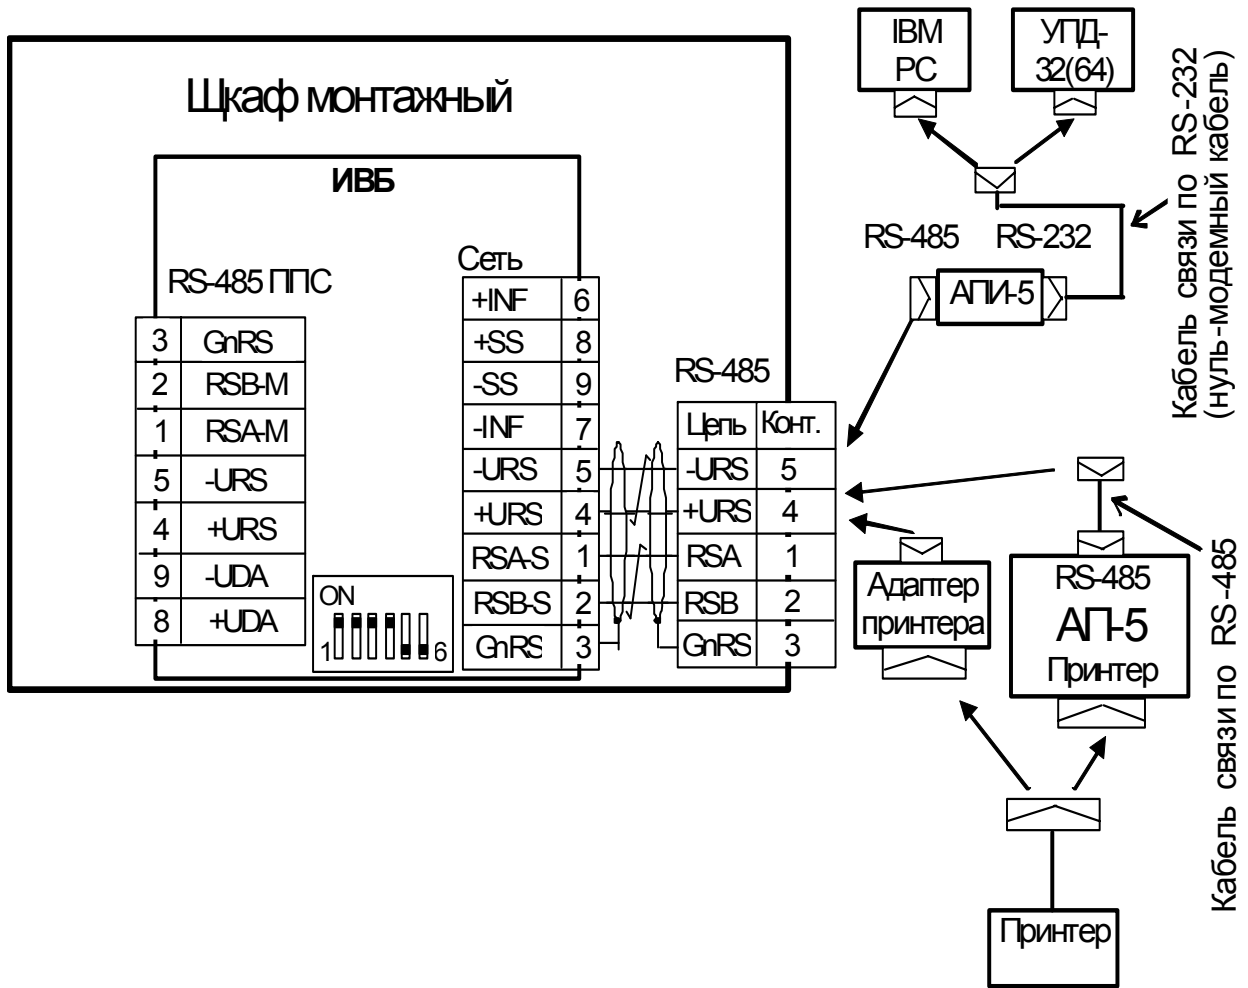 Шкаф монтажный
ИВБ
RS-485 ППС
3 GnRS
2 RSB-M
1 RSA-M
5 -URS
4 +URS
9 -UDA
8 +UDA
ON
1 6
Сеть
+INF 6
+SS 8
-SS 9
-INF 7
-URS 5
+URS 4
RSA-S 1
RSB-S 2
GnRS 3
RS-485
Цепь Конт.
-URS 5
+URS 4
RSA 1
RSB 2
GnRS 3
IBM
PC
УПД-
32(64)
RS-485 RS-232
АПИ-5
Кабель связи по RS-232
(нуль-модемный кабель)
Адаптер
принтера
RS-485
АП-5
Принтер
Кабель связи по RS-485
Принтер